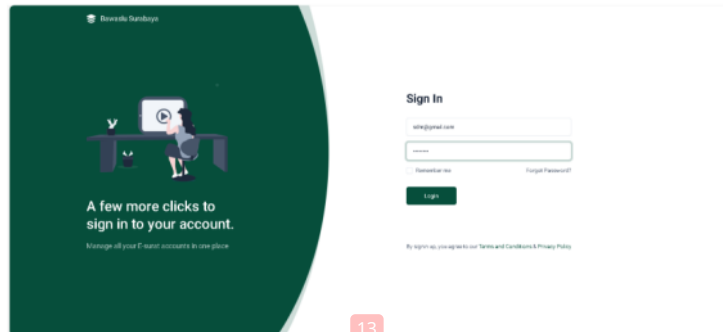 Bawaslu Surabaya
Sign In
A few more clicks to
sign in to your account.
Manage all your E-surat accounts in one place
Remember me
Forgot Password?
Login
By signin up, you agree to our Terms and Conditions & Privacy Policy
13